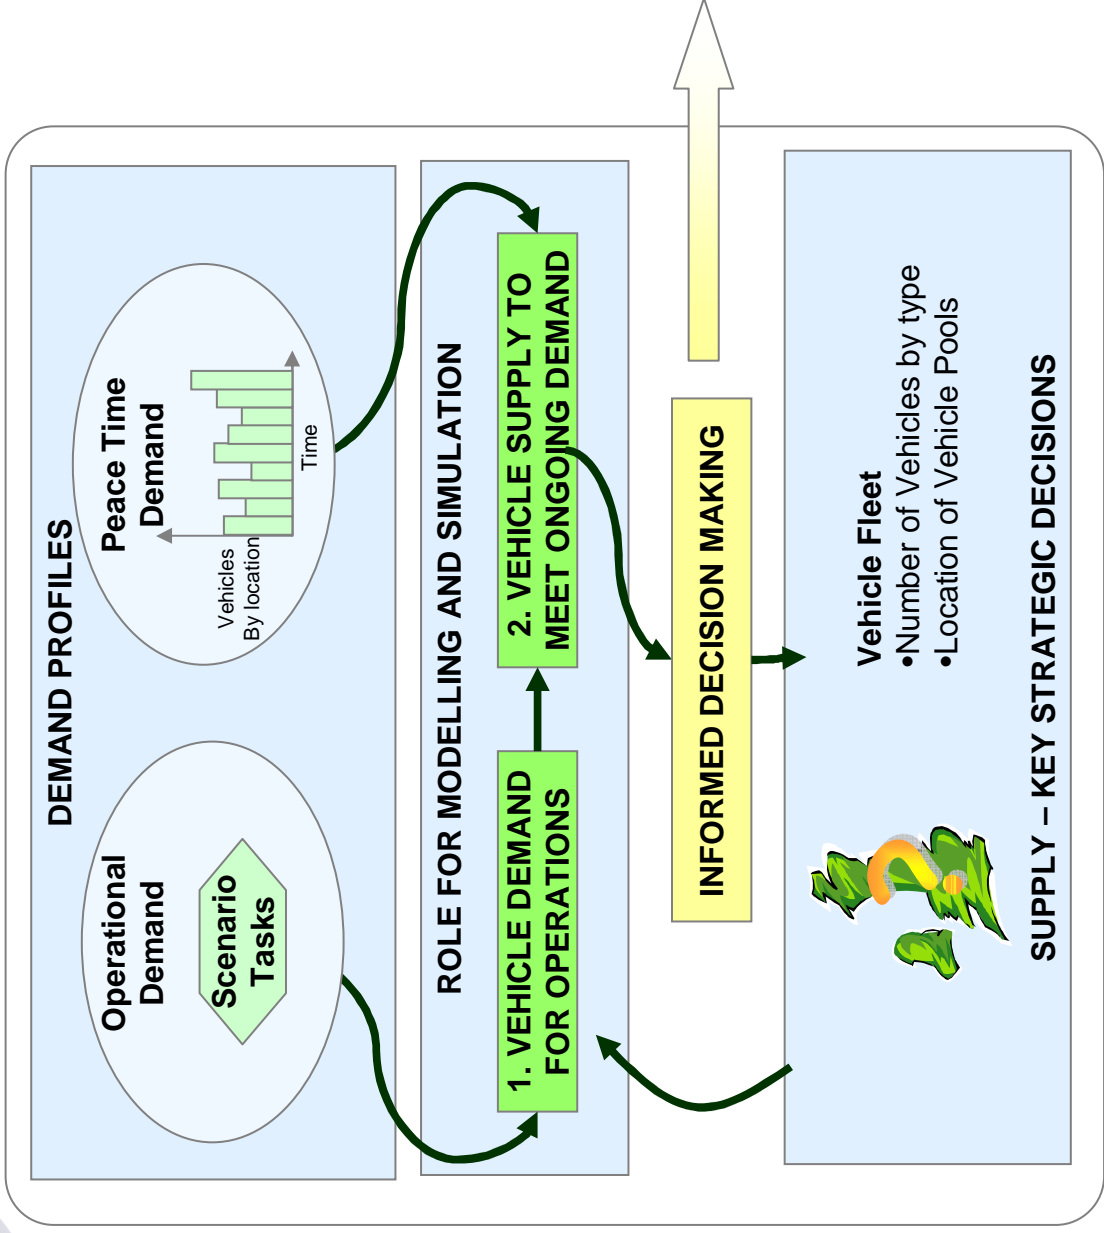 DEMAND PROFILES
Operational
Demand
Scenario
Tasks
Peace Time
Demand
Vehicles
By location
Time
ROLE FOR MODELLING AND SIMULATION
1. VEHICLE DEMAND
FOR OPERATIONS
2. VEHICLE SUPPLY TO
MEET ONGOING DEMAND
INFORMED DECISION MAKING
Vehicle Fleet
•Number of Vehicles by type
•Location of Vehicle Pools
?
SUPPLY – KEY STRATEGIC DECISIONS